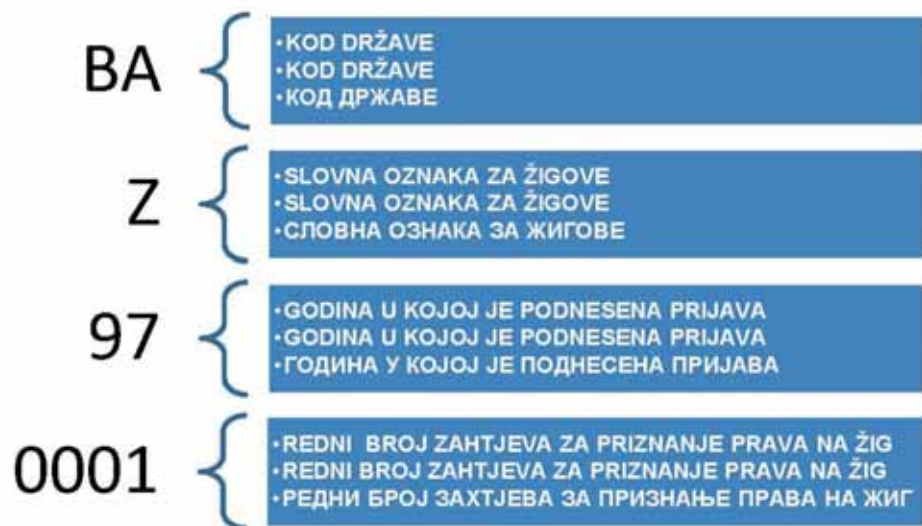 BA
•KOD DRŽAVE
•KOD DRŽAVE
•КОД ДРЖАВЕ
Z
•SLOVNA OZNAKA ZA ŽIGOVE
•SLOVNA OZNAKA ZA ŽIGOVE
•СЛОВНА ОЗНАКА ЗА ЖИГОВЕ
97
•GODINA U KOJOJ JE PODNESENA PRIJAVA
•GODINA U KOJOJ JE PODNESENA PRIJAVA
•ГОДИНА У КОЈОЈ ЈЕ ПОДНЕСЕНА ПРИЈАВА
0001
•REDNI BROJ ZAHTJEVA ZA PRIZNANJE PRAVA NA ŽIG
•REDNI BROJ ZAHTJEVA ZA PRIZNANJE PRAVA NA ŽIG
•РЕДНИ БРОЈ ЗАХТЈЕВА ЗА ПРИЗНАЊЕ ПРАВА НА ЖИГ